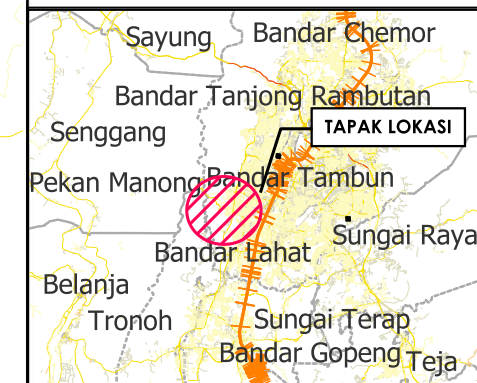 Sayung
Bandar Chemor
Bandar Tanjong Rambutan
TAPAK LOKASI
Senggang
Pekan Manong
Bandar Tambun
Sungai Raya
Bandar Lahat
Belanja
Tronoh
Sungai Terap
Bandar Gopeng
Teja